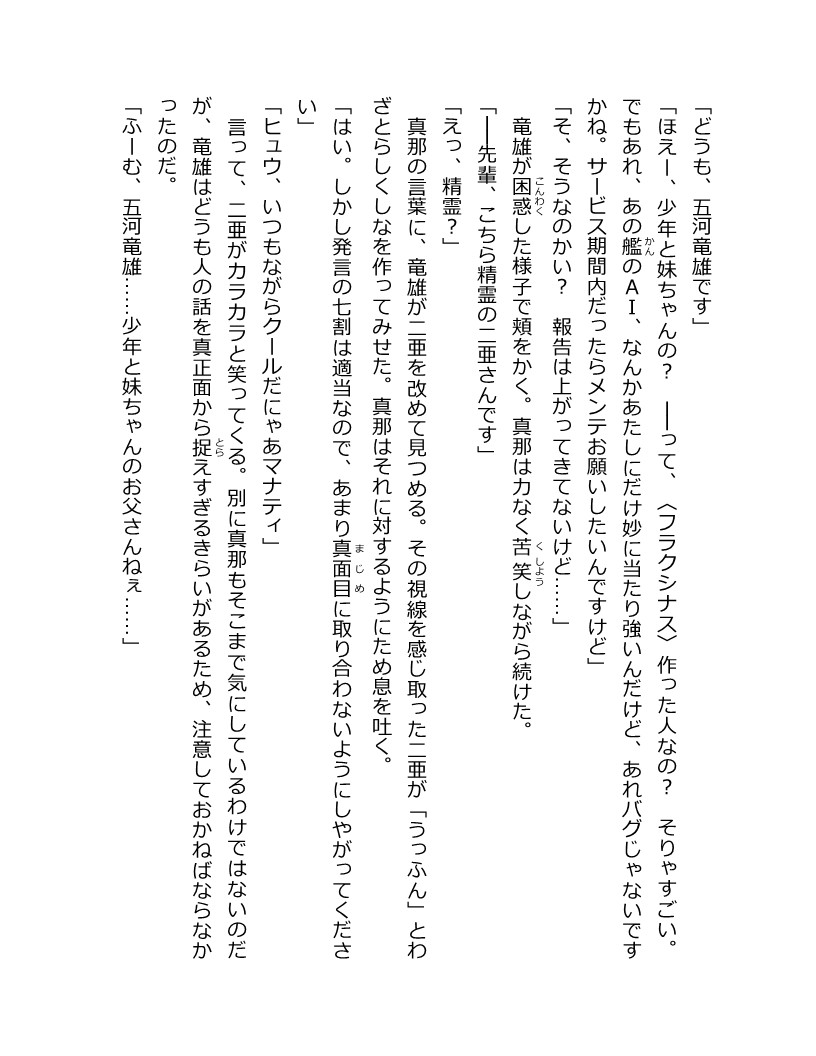 「どうも、五河竜雄です」
「ほえー、少年と妹ちゃんの？　――って、〈フラクシナス〉作った人なの？　そりゃすごい。
でもあれ、あの艦のＡＩ、なんかあたしにだけ妙に当たり強いんだけど、あれバグじゃないです
かね。サービス期間内だったらメンテお願いしたいんですけど」
「そ、そうなのかい？　報告は上がってきてないけど……」
　竜雄が困惑した様子で頬をかく。真那は力なく苦笑しながら続けた。
「――先輩、こちら精霊の二亜さんです」
「えっ、精霊？」
　真那の言葉に、竜雄が二亜を改めて見つめる。その視線を感じ取った二亜が「うっふん」とわ
ざとらしくしなを作ってみせた。真那はそれに対するようにため息を吐く。
「はい。しかし発言の七割は適当なので、あまり真面目に取り合わないようにしやがってくださ
い」
「ヒュウ、いつもながらクールだにゃあマナティ」
　言って、二亜がカラカラと笑ってくる。別に真那もそこまで気にしているわけではないのだ
が、竜雄はどうも人の話を真正面から捉えすぎるきらいがあるため、注意しておかねばならなか
ったのだ。
「ふーむ、五河竜雄……少年と妹ちゃんのお父さんねぇ……」